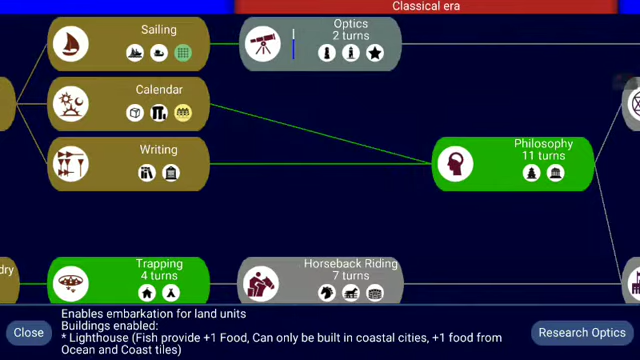 Classical era
Sailing
Optics
2 turns
Calendar
Writing
Philosophy
11 turns
dry
Trapping
4 turns
Horseback Riding
7 turns
Enables embarkation for land units
Buildings enabled:
* Lighthouse (Fish provide +1 Food, Can only be built in coastal cities, +1 food from
Ocean and Coast tiles)
Close
Research Optics